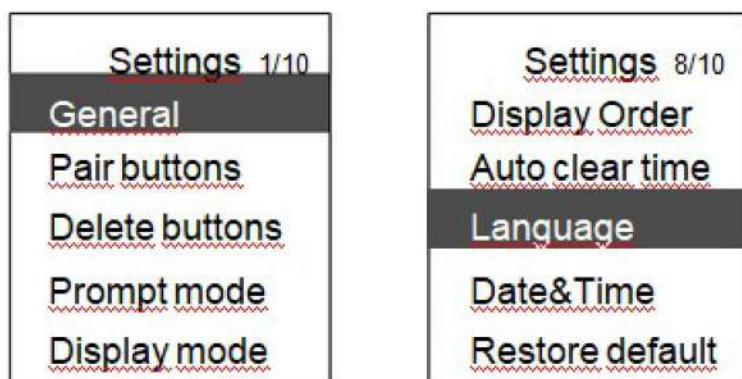 Settings 1/10
General
Pair buttons
Delete buttons
Prompt mode
Display mode
Settings 8/10
Display Order
Auto clear time
Language
Date&Time
Restore default